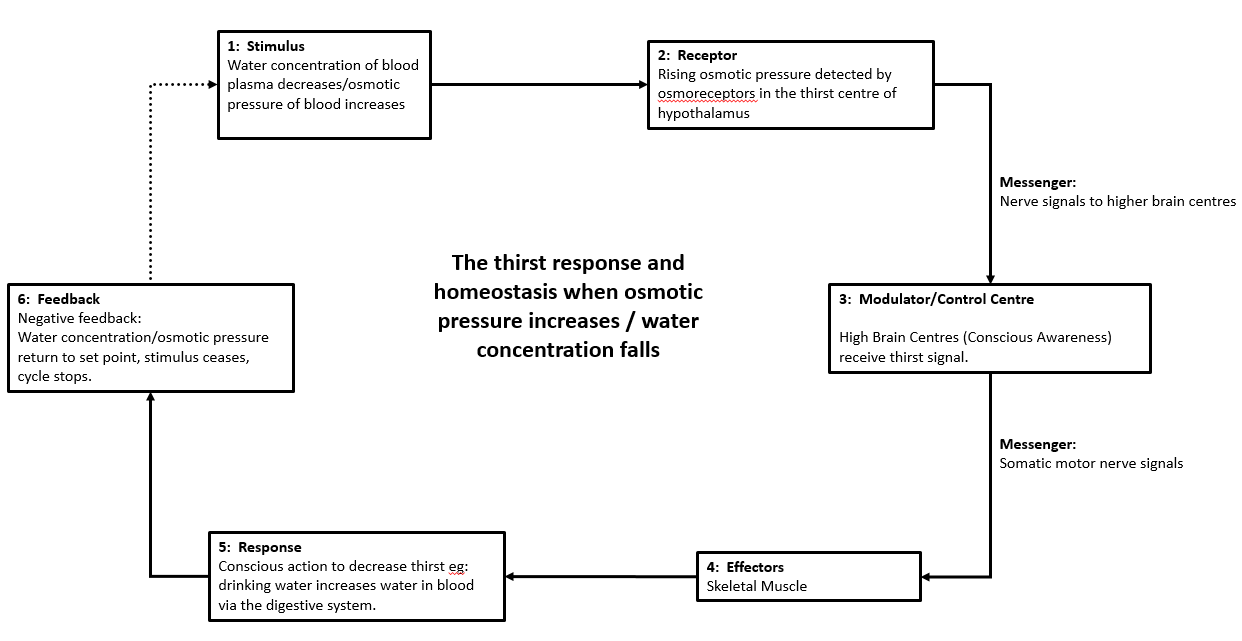 1:  Stimulus
Water concentration of blood
plasma decreases/osmotic
pressure of blood increases
2:  Receptor
Rising osmotic pressure detected by
osmoreceptors in the thirst centre of
hypothalamus
Messenger:
Nerve signals to higher brain centres
The thirst response and
homeostasis when osmotic
pressure increases / water
concentration falls
3:  Modulator/Control Centre
High Brain Centres (Conscious Awareness)
receive thirst signal.
Messenger:
Somatic motor nerve signals
4:  Effectors
Skeletal Muscle
5:  Response
Conscious action to decrease thirst eg:
drinking water increases water in blood
via the digestive system.
6:  Feedback
Negative feedback:
Water concentration/osmotic pressure
return to set point, stimulus ceases,
cycle stops.